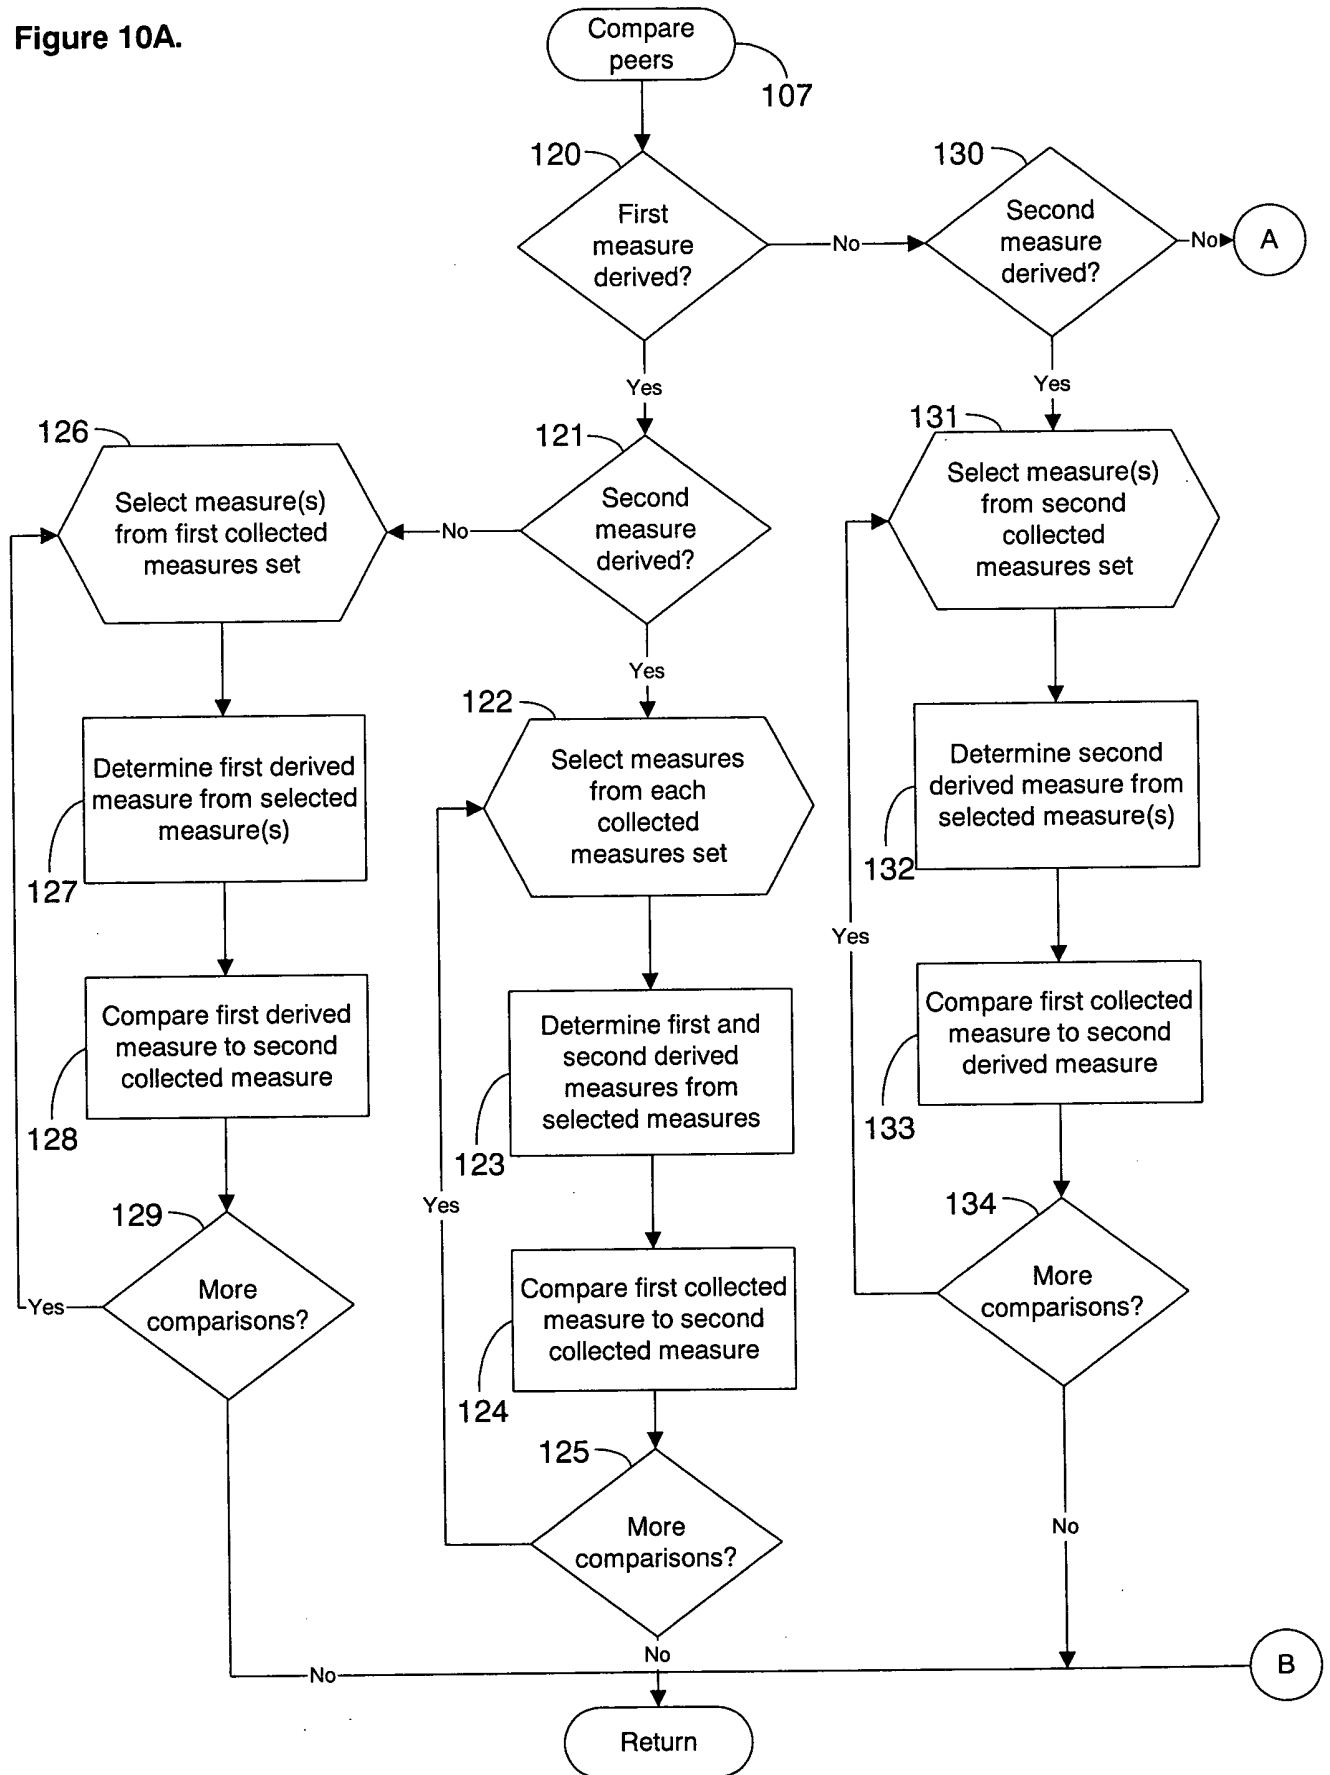 Figure 10A.
Compare
peers
107
120
First
measure
derived?
No
130
Second
measure
derived?
No
A
Yes
Yes
126
Select measure(s)
from first collected
measures set
No
121
Second
measure
derived?
131
Select measure(s)
from second
collected
measures set
Yes
122
Select measures
from each
collected
measures set
Determine first derived
measure from selected
measure(s)
127
Determine second
derived measure from
selected measure(s)
132
Yes
Compare first derived
measure to second
collected measure
128
Determine first and
second derived
measures from
selected measures
123
Compare first collected
measure to second
derived measure
133
Yes
129
More
comparisons?
Yes
Compare first collected
measure to second
collected measure
124
134
More
comparisons?
125
More
comparisons?
No
No
No
B
Return